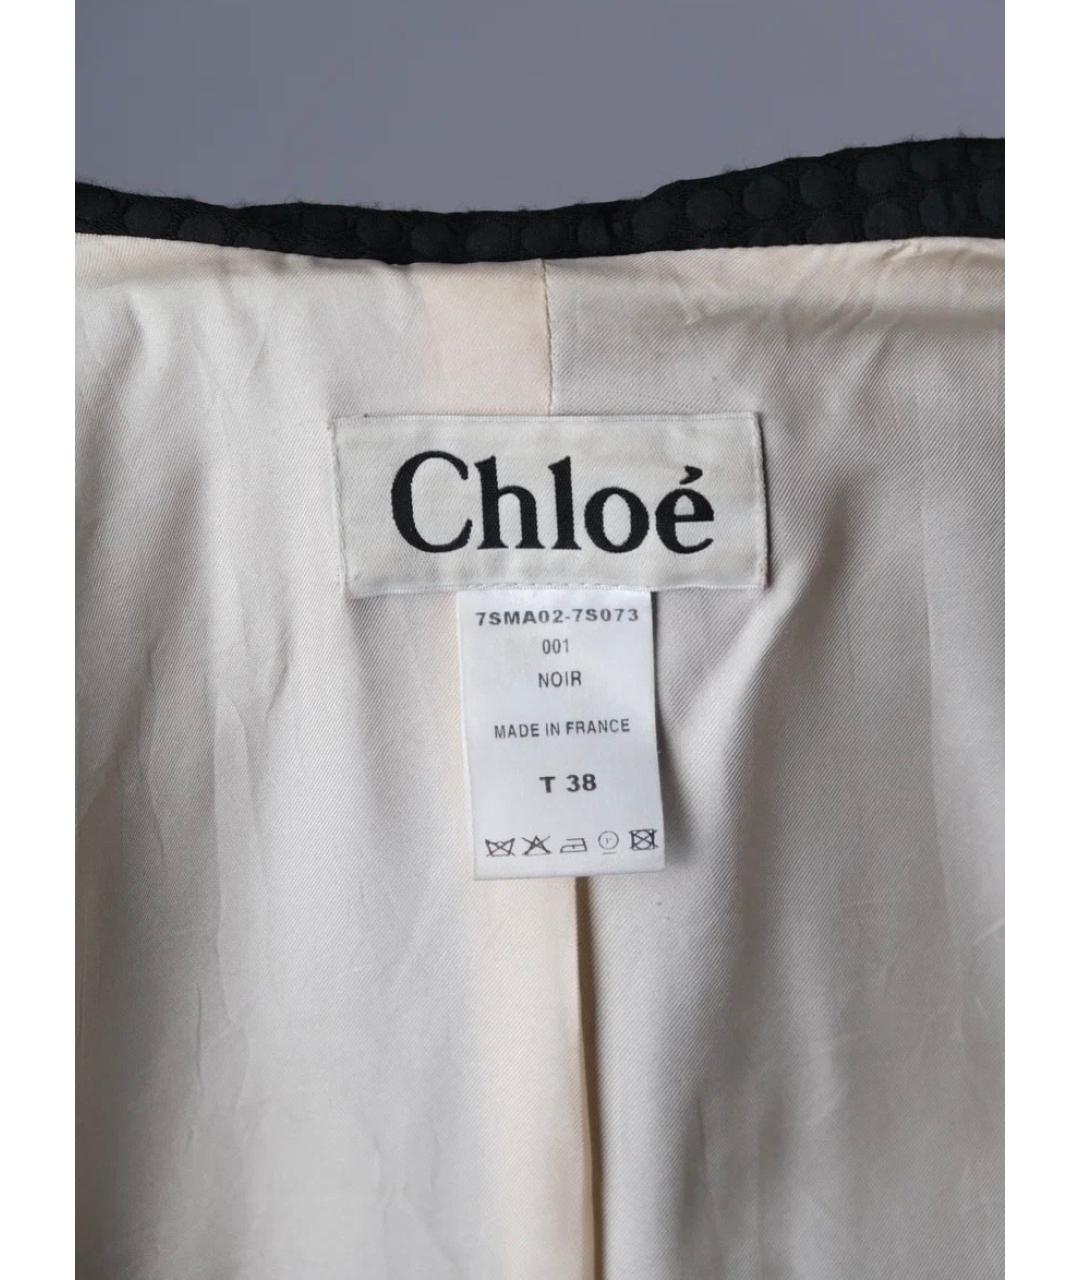 Chloé
7SMA02-7S073
001
NOIR
MADE IN FRANCE
T 38